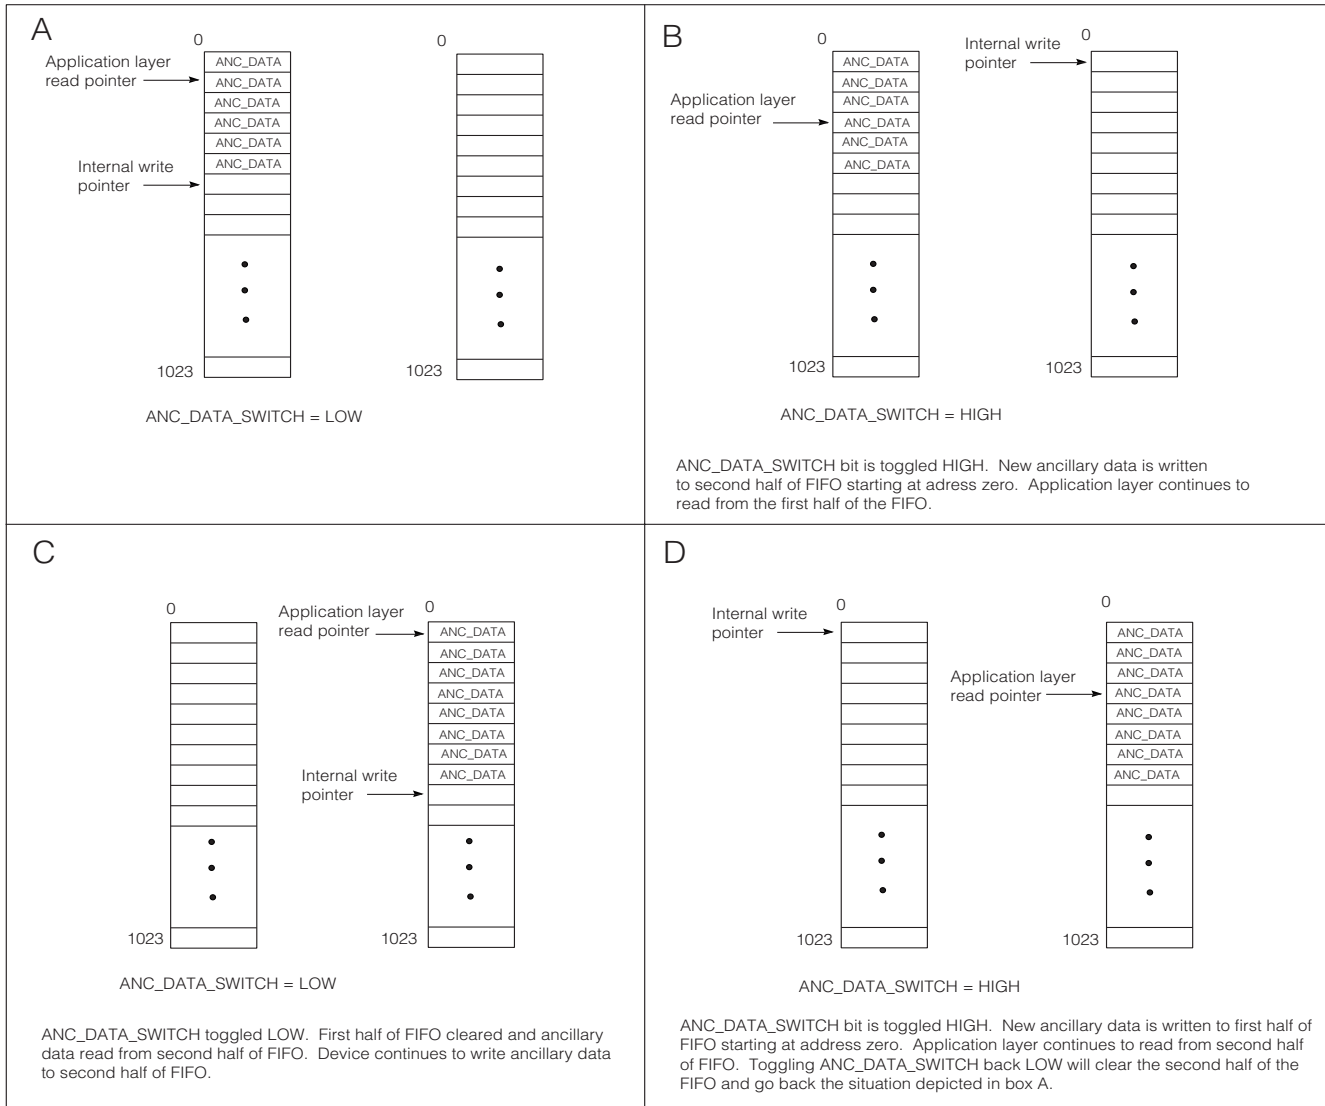 A
0
0
Application layer
read pointer
ANC_DATA
ANC_DATA
ANC_DATA
ANC_DATA
ANC_DATA
ANC_DATA
Internal write
pointer
1023
1023
ANC_DATA_SWITCH = LOW
B
0
0
Internal write
pointer
Application layer
read pointer
ANC_DATA
ANC_DATA
ANC_DATA
ANC_DATA
ANC_DATA
ANC_DATA
1023
1023
ANC_DATA_SWITCH = HIGH
ANC_DATA_SWITCH bit is toggled HIGH. New ancillary data is written
to second half of FIFO starting at adress zero. Application layer continues to
read from the first half of the FIFO.
C
0
0
Application layer
read pointer
ANC_DATA
ANC_DATA
ANC_DATA
ANC_DATA
ANC_DATA
ANC_DATA
ANC_DATA
ANC_DATA
Internal write
pointer
1023
1023
ANC_DATA_SWITCH = LOW
ANC_DATA_SWITCH toggled LOW. First half of FIFO cleared and ancillary
data read from second half of FIFO. Device continues to write ancillary data
to second half of FIFO.
D
0
0
Internal write
pointer
Application layer
read pointer
ANC_DATA
ANC_DATA
ANC_DATA
ANC_DATA
ANC_DATA
ANC_DATA
ANC_DATA
ANC_DATA
1023
1023
ANC_DATA_SWITCH = HIGH
ANC_DATA_SWITCH bit is toggled HIGH. New ancillary data is written to first half of
FIFO starting at address zero. Application layer continues to read from second half
of FIFO. Toggling ANC_DATA_SWITCH back LOW will clear the second half of the
FIFO and go back the situation depicted in box A.